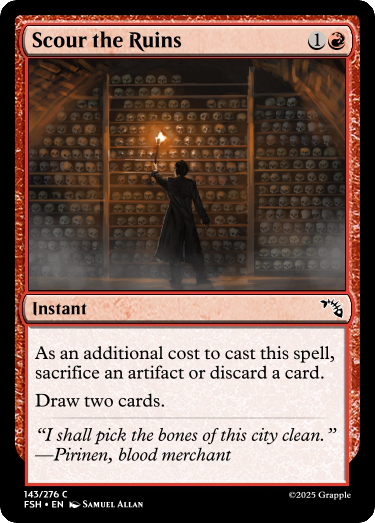 Scour the Ruins 1
Instant
As an additional cost to cast this spell,
sacrifice an artifact or discard a card.
Draw two cards.
“I shall pick the bones of this city clean.”
—Pirinen, blood merchant
143/276 C
FSH • EN Samuel Allan
©2025 Grapple